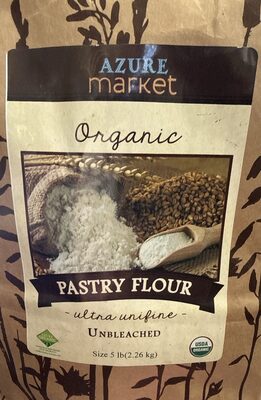 AZURE
market
Organic
PASTRY FLOUR
- ultra unifine -
UNBLEACHED
Size 5 lb(2.26 kg)
USDA
ORGANIC